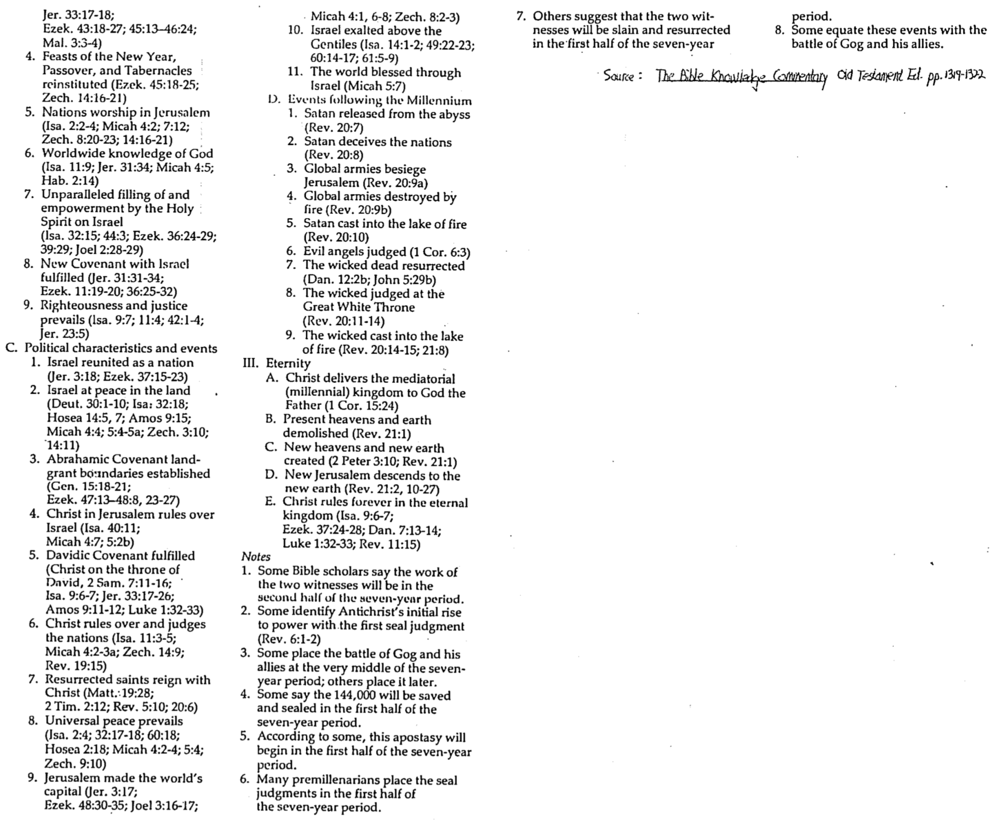 Jer. 33:17-18;
Ezek. 43:18-27; 45:13–46:24;
Mal. 3:3-4)
4. Feasts of the New Year,
Passover, and Tabernacles
reinstituted (Ezek. 45:18-25;
Zech. 14:16-21)
5. Nations worship in Jerusalem
(Isa. 2:2-4; Micah 4:2; 7:12;
Zech. 8:20-23; 14:16-21)
6. Worldwide knowledge of God
(Isa. 11:9; Jer. 31:34; Micah 4:5;
Hab. 2:14)
7. Unparalleled filling of and
empowerment by the Holy
Spirit on Israel
(Isa. 32:15; 44:3; Ezek. 36:24-29;
39:29; Joel 2:28-29)
8. New Covenant with Israel
fulfilled (Jer. 31:31-34;
Ezek. 11:19-20; 36:25-32)
9. Righteousness and justice
prevails (Isa. 9:7; 11:4; 42:1-4;
Jer. 23:5)
C. Political characteristics and events
1. Israel reunited as a nation
(Jer. 3:18; Ezek. 37:15-23)
2. Israel at peace in the land
(Deut. 30:1-10; Isa. 32:18;
Hosea 14:5, 7; Amos 9:15;
Micah 4:4; 5:4-5a; Zech. 3:10;
14:11)
3. Abrahamic Covenant land-
grant boundaries established
(Gen. 15:18-21;
Ezek. 47:13–48:8, 23-27)
4. Christ in Jerusalem rules over
Israel (Isa. 40:11;
Micah 4:7; 5:2b)
5. Davidic Covenant fulfilled
(Christ on the throne of
David, 2 Sam. 7:11-16;
Isa. 9:6-7; Jer. 33:17-26;
Amos 9:11-12; Luke 1:32-33)
6. Christ rules over and judges
the nations (Isa. 11:3-5;
Micah 4:2-3a; Zech. 14:9;
Rev. 19:15)
7. Resurrected saints reign with
Christ (Matt. 19:28;
2 Tim. 2:12; Rev. 5:10; 20:6)
8. Universal peace prevails
(Isa. 2:4; 32:17-18; 60:18;
Hosea 2:18; Micah 4:2-4; 5:4;
Zech. 9:10)
9. Jerusalem made the world's
capital (Jer. 3:17;
Ezek. 48:30-35; Joel 3:16-17;
Micah 4:1, 6-8; Zech. 8:2-3)
10. Israel exalted above the
Gentiles (Isa. 14:1-2; 49:22-23;
60:14-17; 61:5-9)
11. The world blessed through
Israel (Micah 5:7)
D. Events following the Millennium
1. Satan released from the abyss
(Rev. 20:7)
2. Satan deceives the nations
(Rev. 20:8)
3. Global armies besiege
Jerusalem (Rev. 20:9a)
4. Global armies destroyed by
fire (Rev. 20:9b)
5. Satan cast into the lake of fire
(Rev. 20:10)
6. Evil angels judged (1 Cor. 6:3)
7. The wicked dead resurrected
(Dan. 12:2b; John 5:29b)
8. The wicked judged at the
Great White Throne
(Rev. 20:11-14)
9. The wicked cast into the lake
of fire (Rev. 20:14-15; 21:8)
III. Eternity
A. Christ delivers the mediatorial
(millennial) kingdom to God the
Father (1 Cor. 15:24)
B. Present heavens and earth
demolished (Rev. 21:1)
C. New heavens and new earth
created (2 Peter 3:10; Rev. 21:1)
D. New Jerusalem descends to the
new earth (Rev. 21:2, 10-27)
E. Christ rules forever in the eternal
kingdom (Isa. 9:6-7;
Ezek. 37:24-28; Dan. 7:13-14;
Luke 1:32-33; Rev. 11:15)
Notes
1. Some Bible scholars say the work of
the two witnesses will be in the
second half of the seven-year period.
2. Some identify Antichrist's initial rise
to power with the first seal judgment
(Rev. 6:1-2)
3. Some place the battle of Gog and his
allies at the very middle of the seven-
year period; others place it later.
4. Some say the 144,000 will be saved
and sealed in the first half of the
seven-year period.
5. According to some, this apostasy will
begin in the first half of the seven-year
period.
6. Many premillenarians place the seal
judgments in the first half of
the seven-year period.
7. Others suggest that the two wit-
nesses will be slain and resurrected
in the first half of the seven-year
period.
8. Some equate these events with the
battle of Gog and his allies.
Source: The Bible Knowledge Commentary Old Testament Ed. pp. 1319-1322